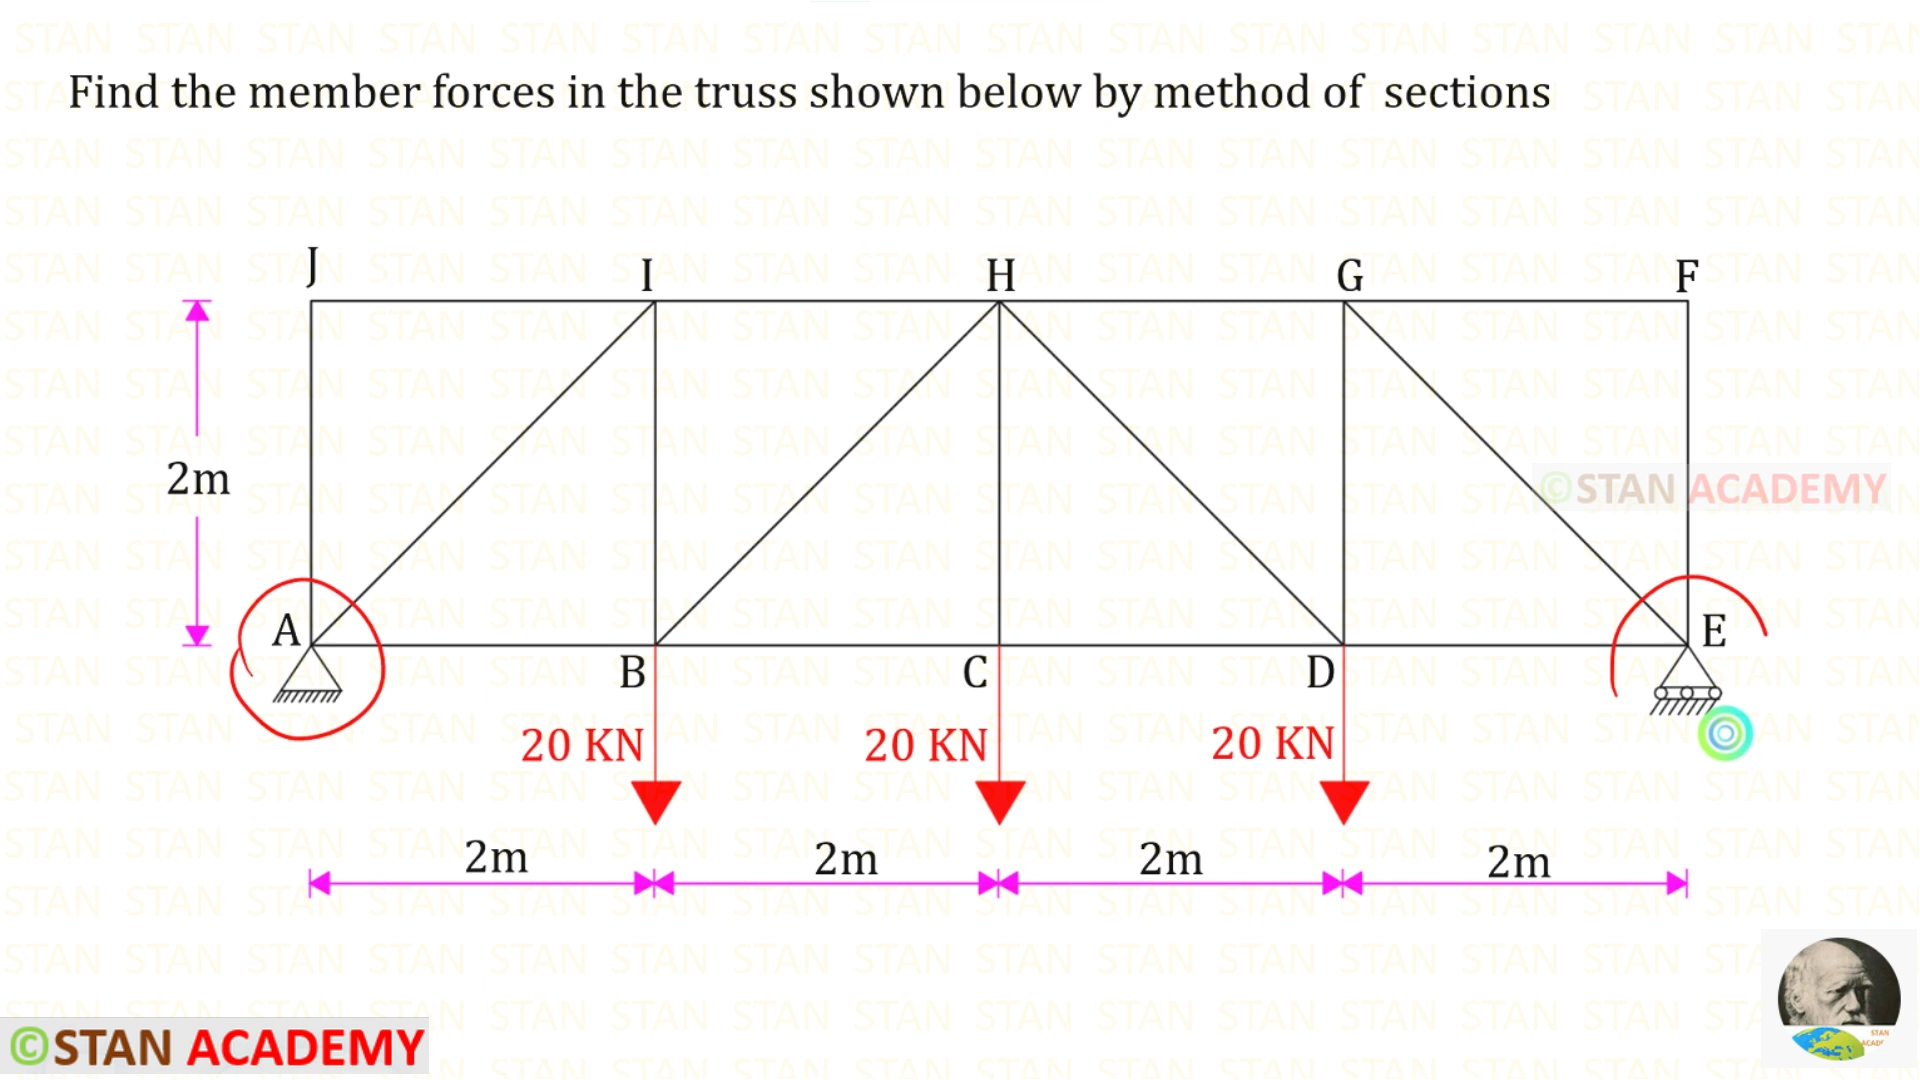 Find the member forces in the truss shown below by method of sections
J I H G F
2m
©STAN ACADEMY
A E
B C D
20 KN 20 KN 20 KN
2m 2m 2m 2m
©STAN ACADEMY
STAN